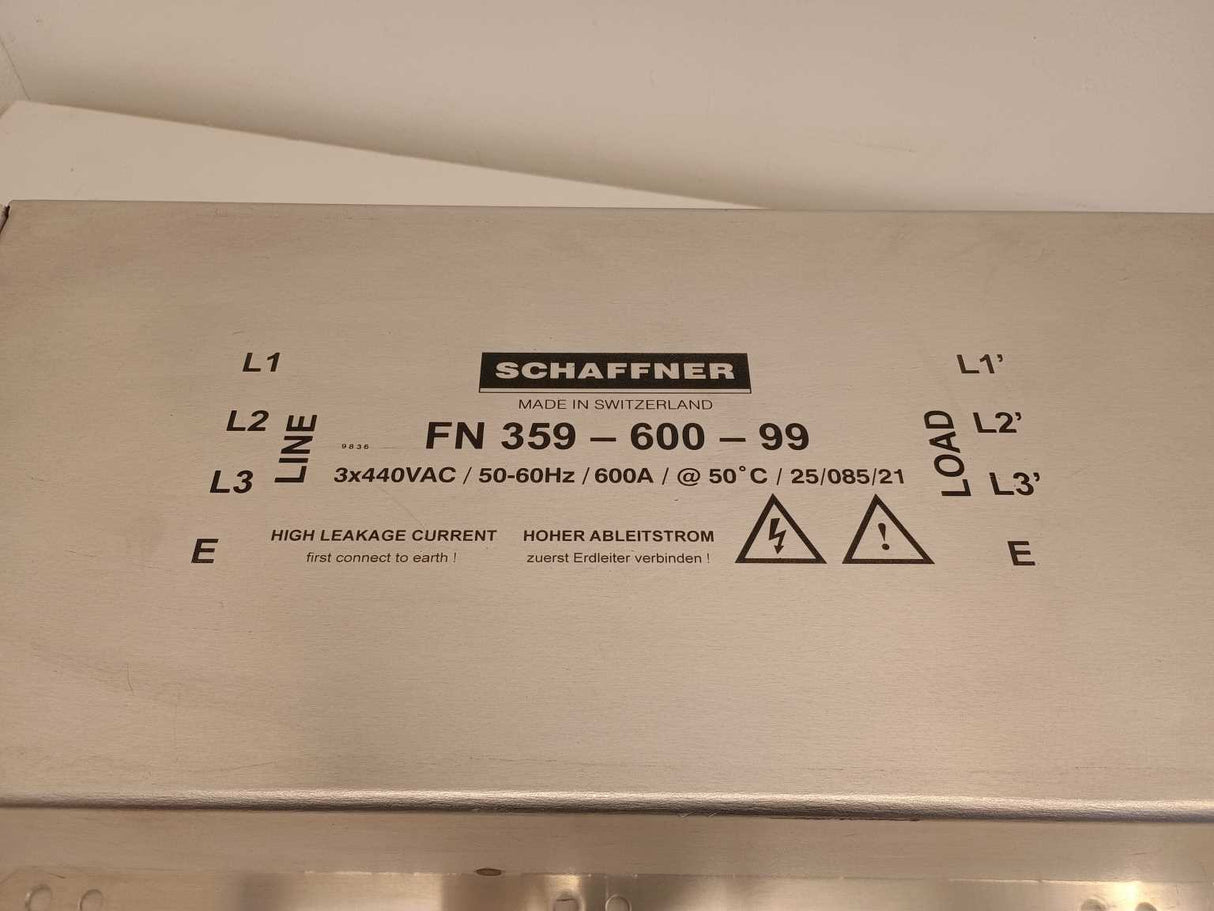 SCHAFFNER
MADE IN SWITZERLAND
9836 FN 359 – 600 – 99
3x440VAC / 50-60Hz / 600A / @ 50°C / 25/085/21
HIGH LEAKAGE CURRENT
first connect to earth !
HOHER ABLEITSTROM
zuerst Erdleiter verbinden !
L1
L2
L3
E
LINE
L1'
L2'
L3'
E
LOAD